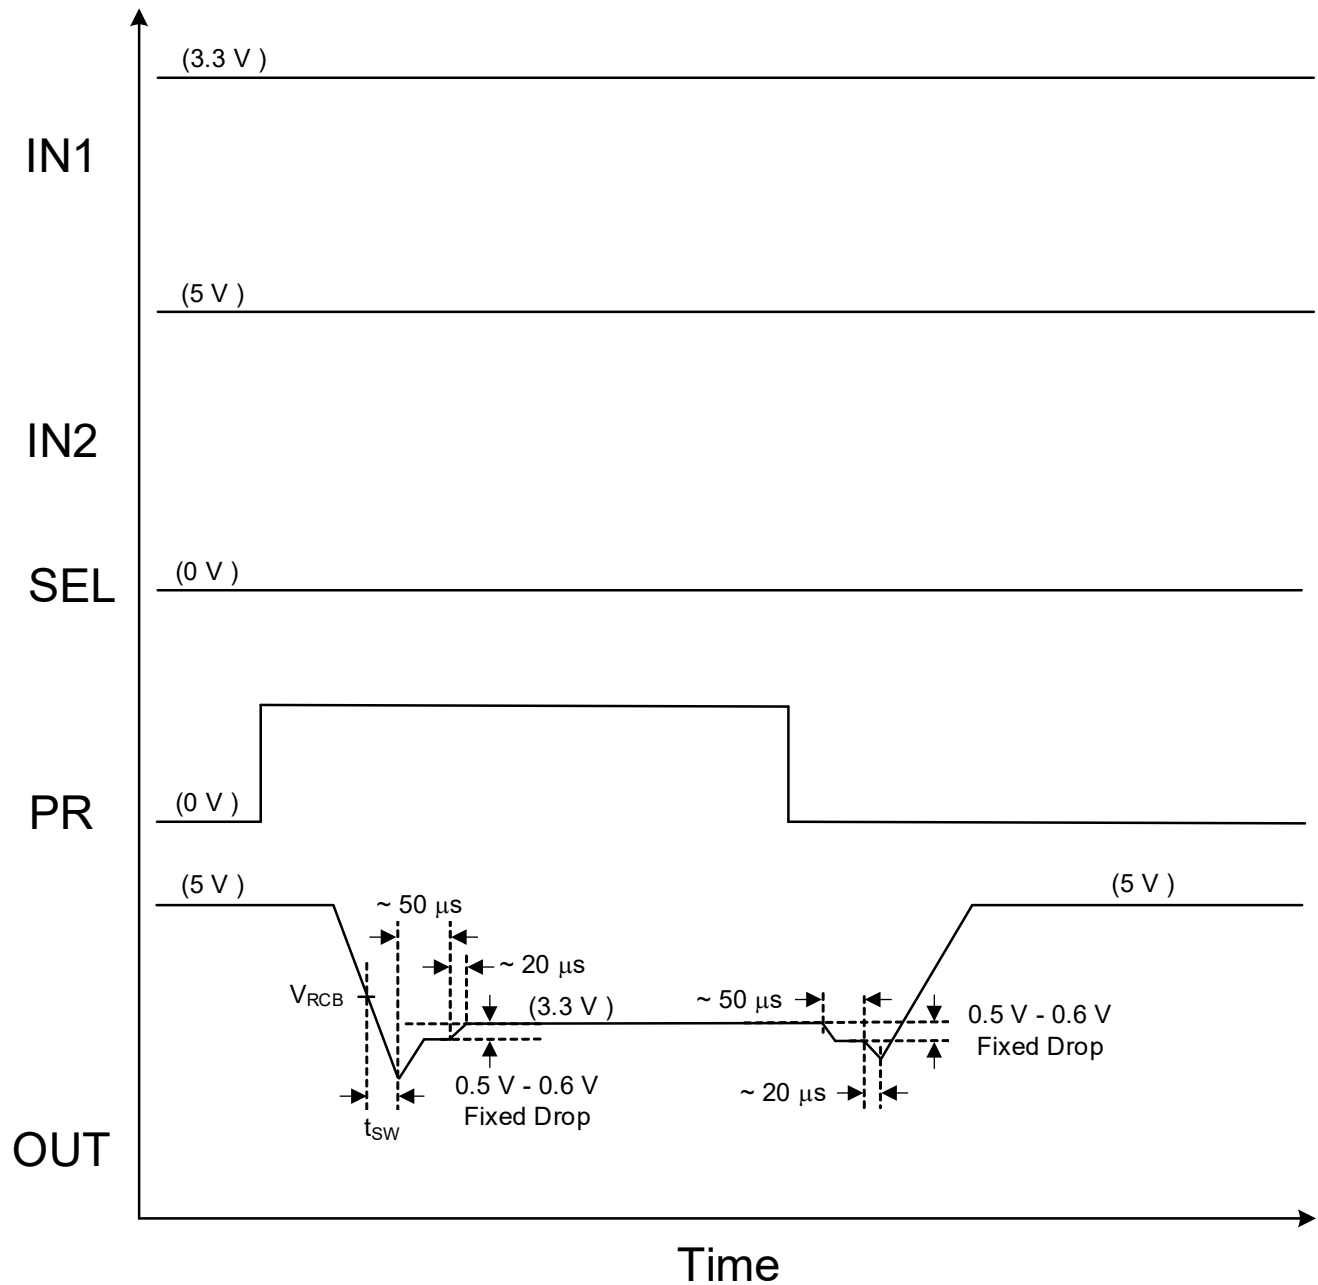 (3.3 V )
IN1
(5 V )
IN2
(0 V )
SEL
(0 V )
PR
(5 V )
(5 V )
~ 50 μs
~ 20 μs
VRCB
(3.3 V )
~ 50 μs
0.5 V - 0.6 V
Fixed Drop
0.5 V - 0.6 V
Fixed Drop
~ 20 μs
tSW
OUT
Time